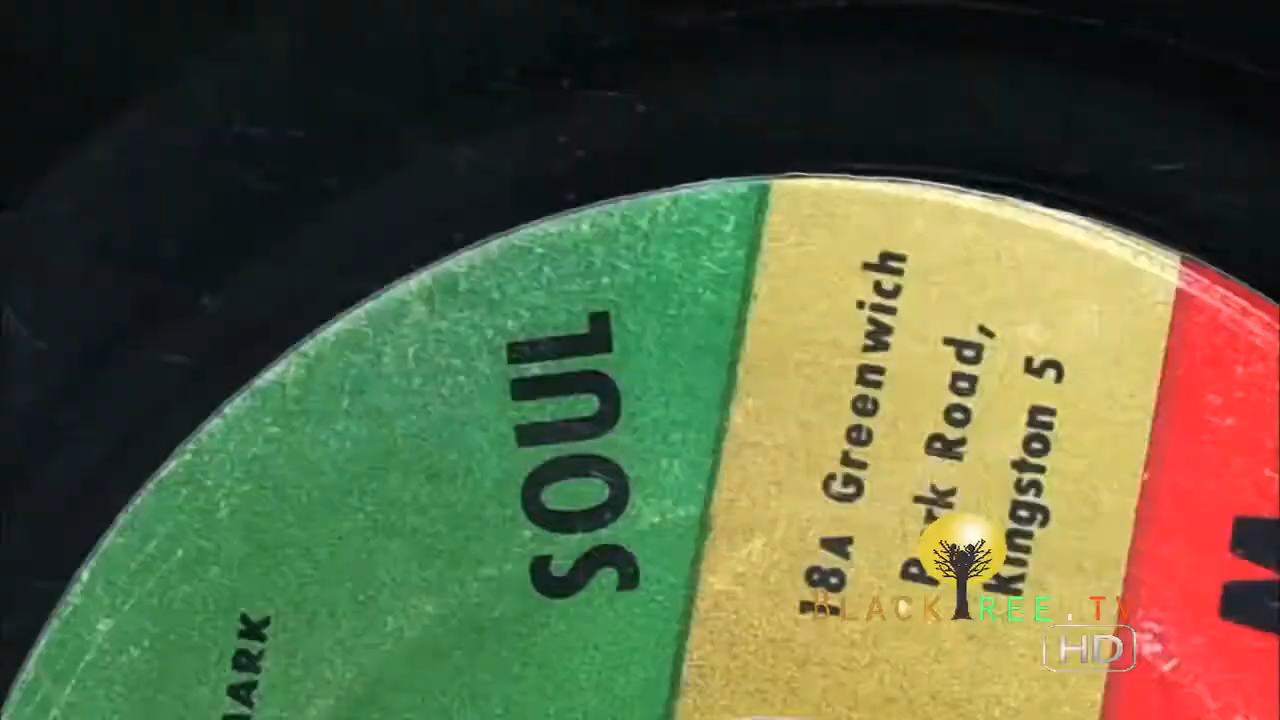 SOUL
18A Greenwich
Park Road,
Kingston 5
BLACKTREE.TV
HD